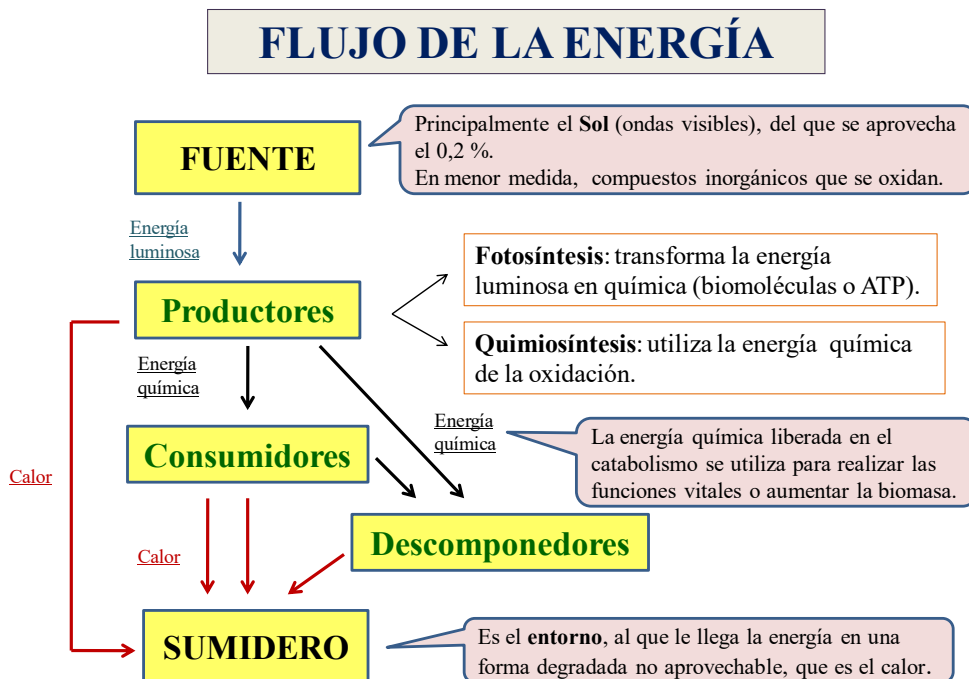 FLUJO DE LA ENERGÍA
FUENTE
Principalmente el Sol (ondas visibles), del que se aprovecha
el 0,2 %.
En menor medida, compuestos inorgánicos que se oxidan.
Energía
luminosa
Productores
Fotosíntesis: transforma la energía
luminosa en química (biomoléculas o ATP).
Quimiosíntesis: utiliza la energía química
de la oxidación.
Energía
química
Energía
química
Consumidores
La energía química liberada en el
catabolismo se utiliza para realizar las
funciones vitales o aumentar la biomasa.
Calor
Descomponedores
Calor
SUMIDERO
Es el entorno, al que le llega la energía en una
forma degradada no aprovechable, que es el calor.